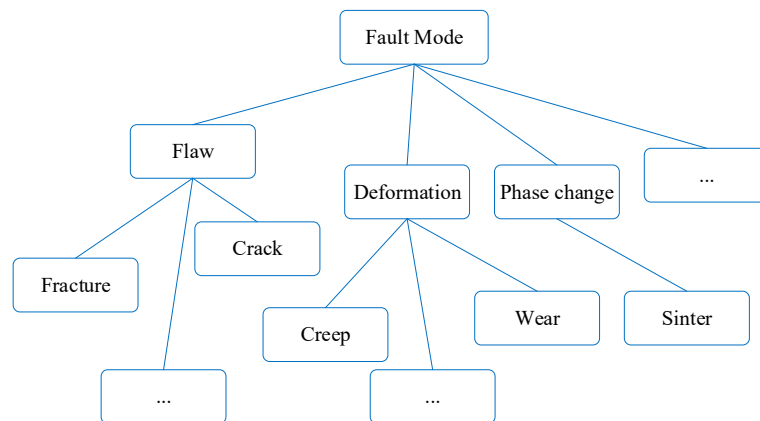 Fault Mode
Flaw
Deformation
Phase change
...
Fracture
Crack
Creep
Wear
Sinter
...
...